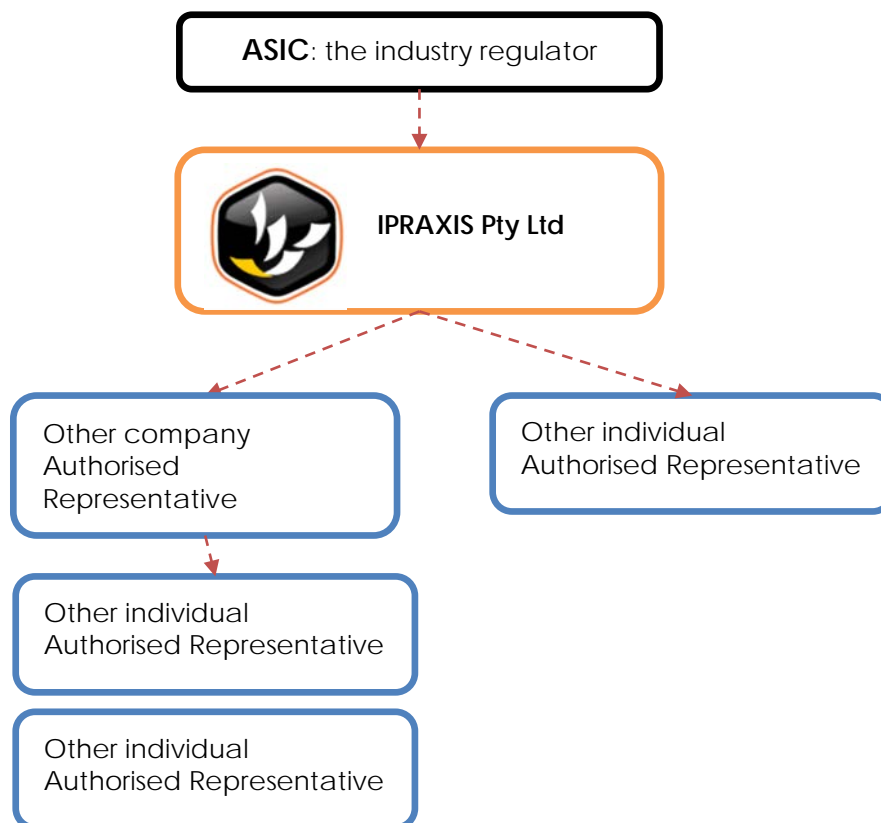 ASIC: the industry regulator
IPRAXIS Pty Ltd
Other company
Authorised
Representative
Other individual
Authorised Representative
Other individual
Authorised Representative
Other individual
Authorised Representative